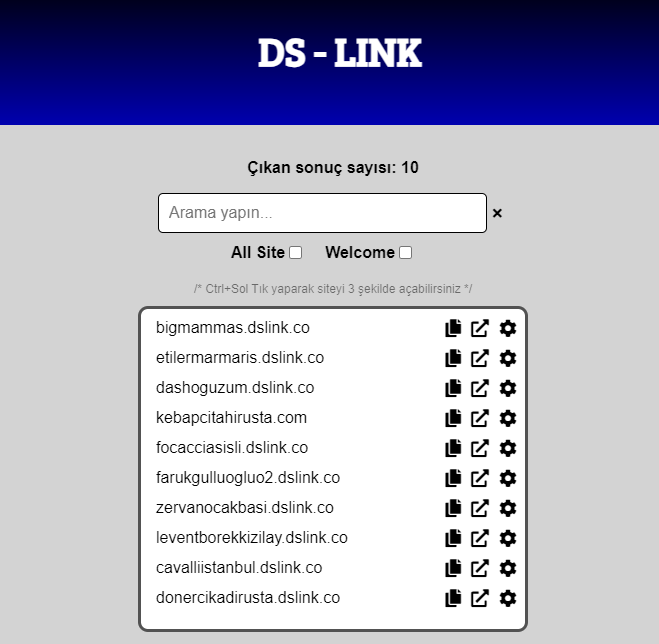 DS - LINK
Çıkan sonuç sayısı: 10
Arama yapın... ×
All Site Welcome
/* Ctrl+Sol Tık yaparak siteyi 3 şekilde açabilirsiniz */
bigmammas.dslink.co
etilermarmaris.dslink.co
dashoguzum.dslink.co
kebapcitahirusta.com
focacciasisli.dslink.co
farukgulluogluo2.dslink.co
zervanocakbasi.dslink.co
leventborekkizilay.dslink.co
cavalliistanbul.dslink.co
donercikadirusta.dslink.co